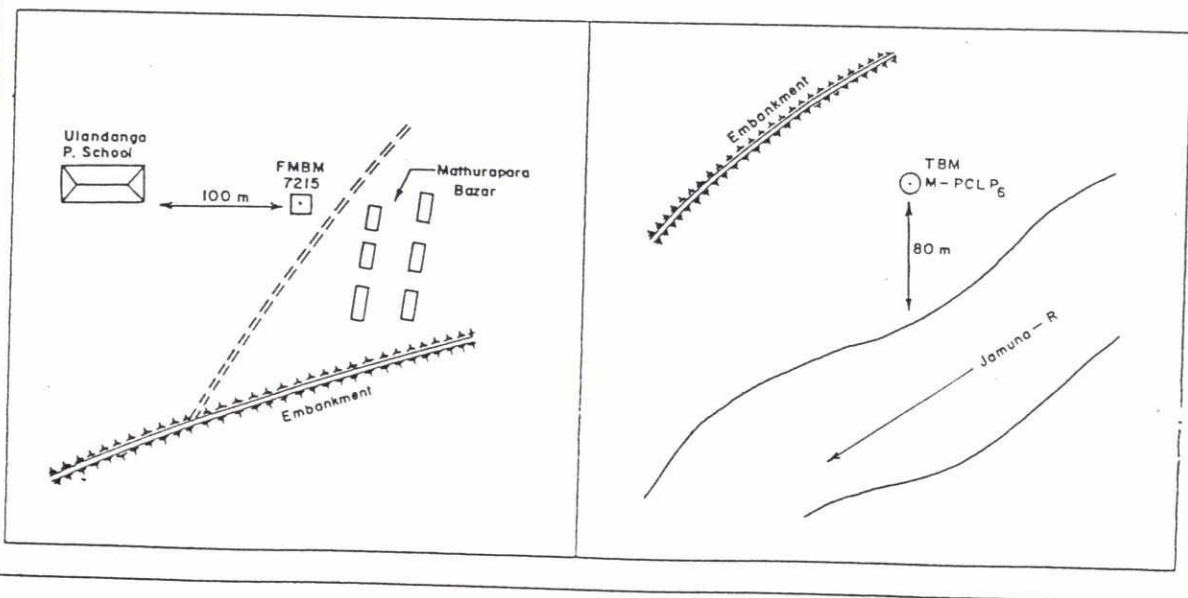 Ulandanga
P. School
FMBM
7215
100 m
Mathurapara
Bazar
Embankment
Embankment
TBM
M-PCLP6
80 m
Jamuna-R